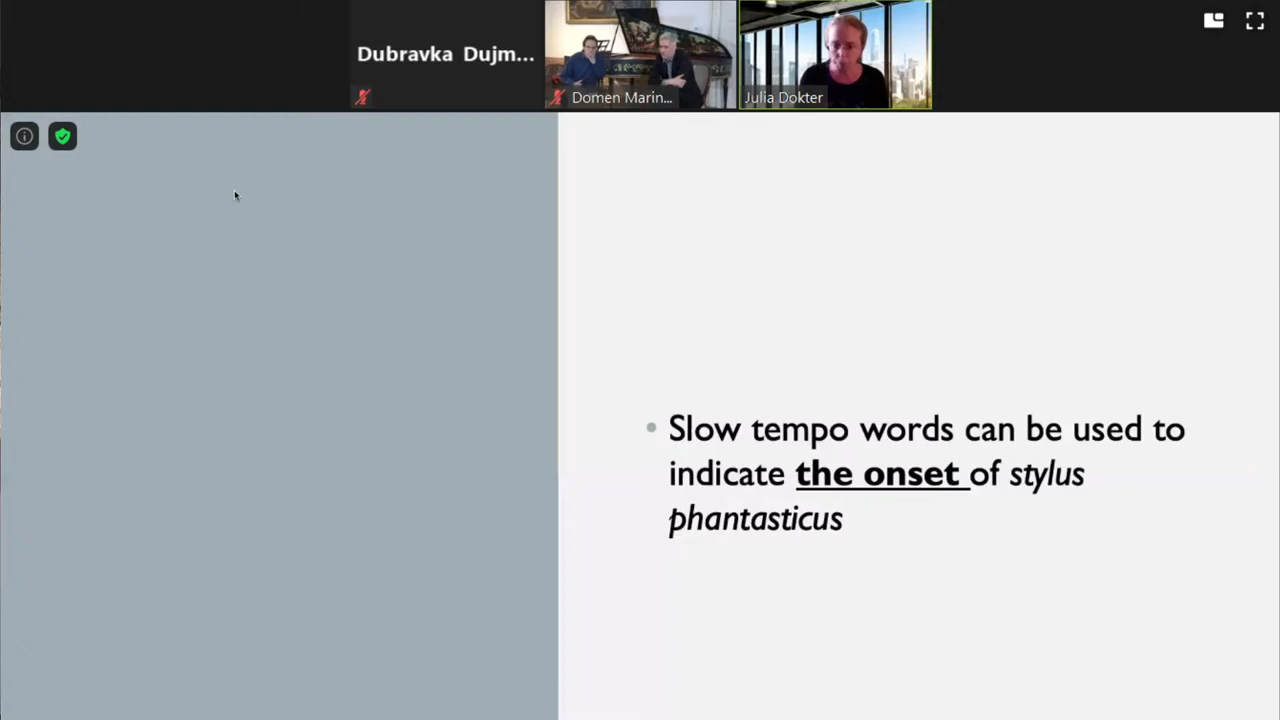 Dubravka Dujm...
Domen Marin...
Julia Dokter
• Slow tempo words can be used to
indicate the onset of stylus
phantasticus